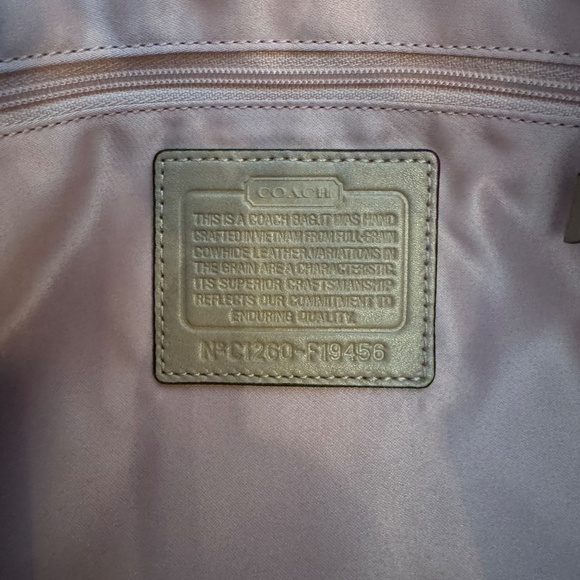 COACH
THIS IS A COACH BAG.IT WAS HAND
CRAFTED IN VIETNAM FROM FULL-GRAIN
COWHIDE LEATHER.VARIATIONS IN
THE GRAIN ARE A CHARACTERISTIC.
ITS SUPERIOR CRAFTSMANSHIP
REFLECTS OUR COMMITMENT TO
ENDURING QUALITY.
Nº C1260-F19456